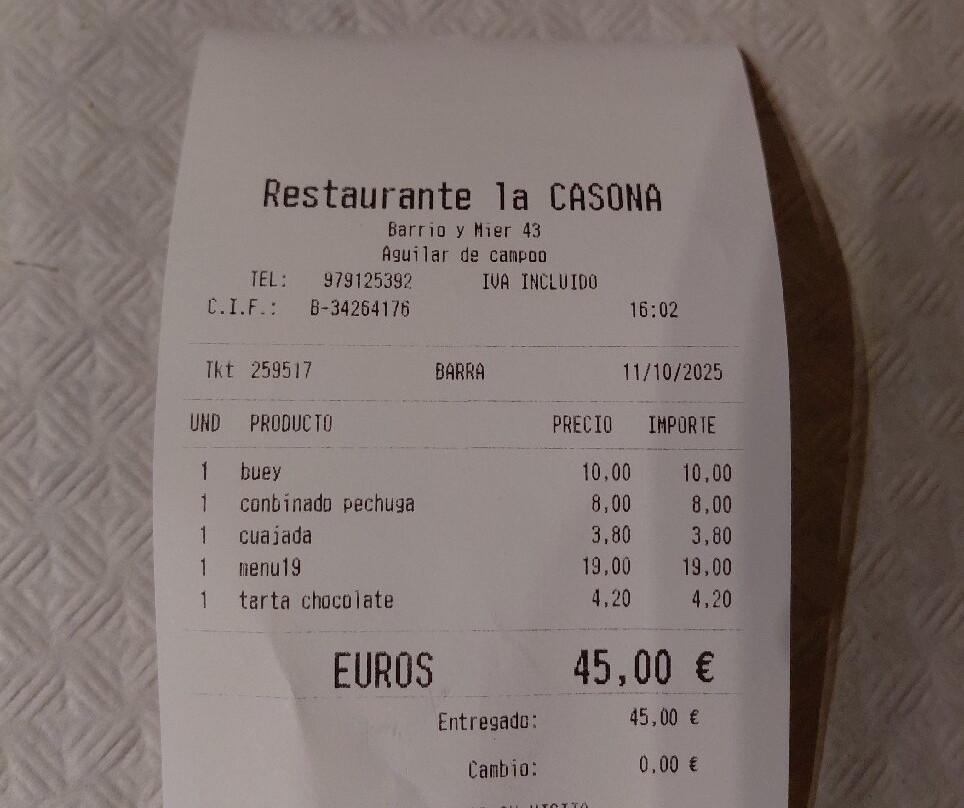 Restaurante la CASONA
Barrio y Mier 43
Aguilar de campoo
TEL: 979125392 IVA INCLUIDO
C.I.F.: B-34264176 16:02
Tkt 259517 BARRA 11/10/2025
UND PRODUCTO PRECIO IMPORTE
1 buey 10,00 10,00
1 conbinado pechuga 8,00 8,00
1 cuajada 3,80 3,80
1 menu19 19,00 19,00
1 tarta chocolate 4,20 4,20
EUROS 45,00 €
Entregado: 45,00 €
Cambio: 0,00 €